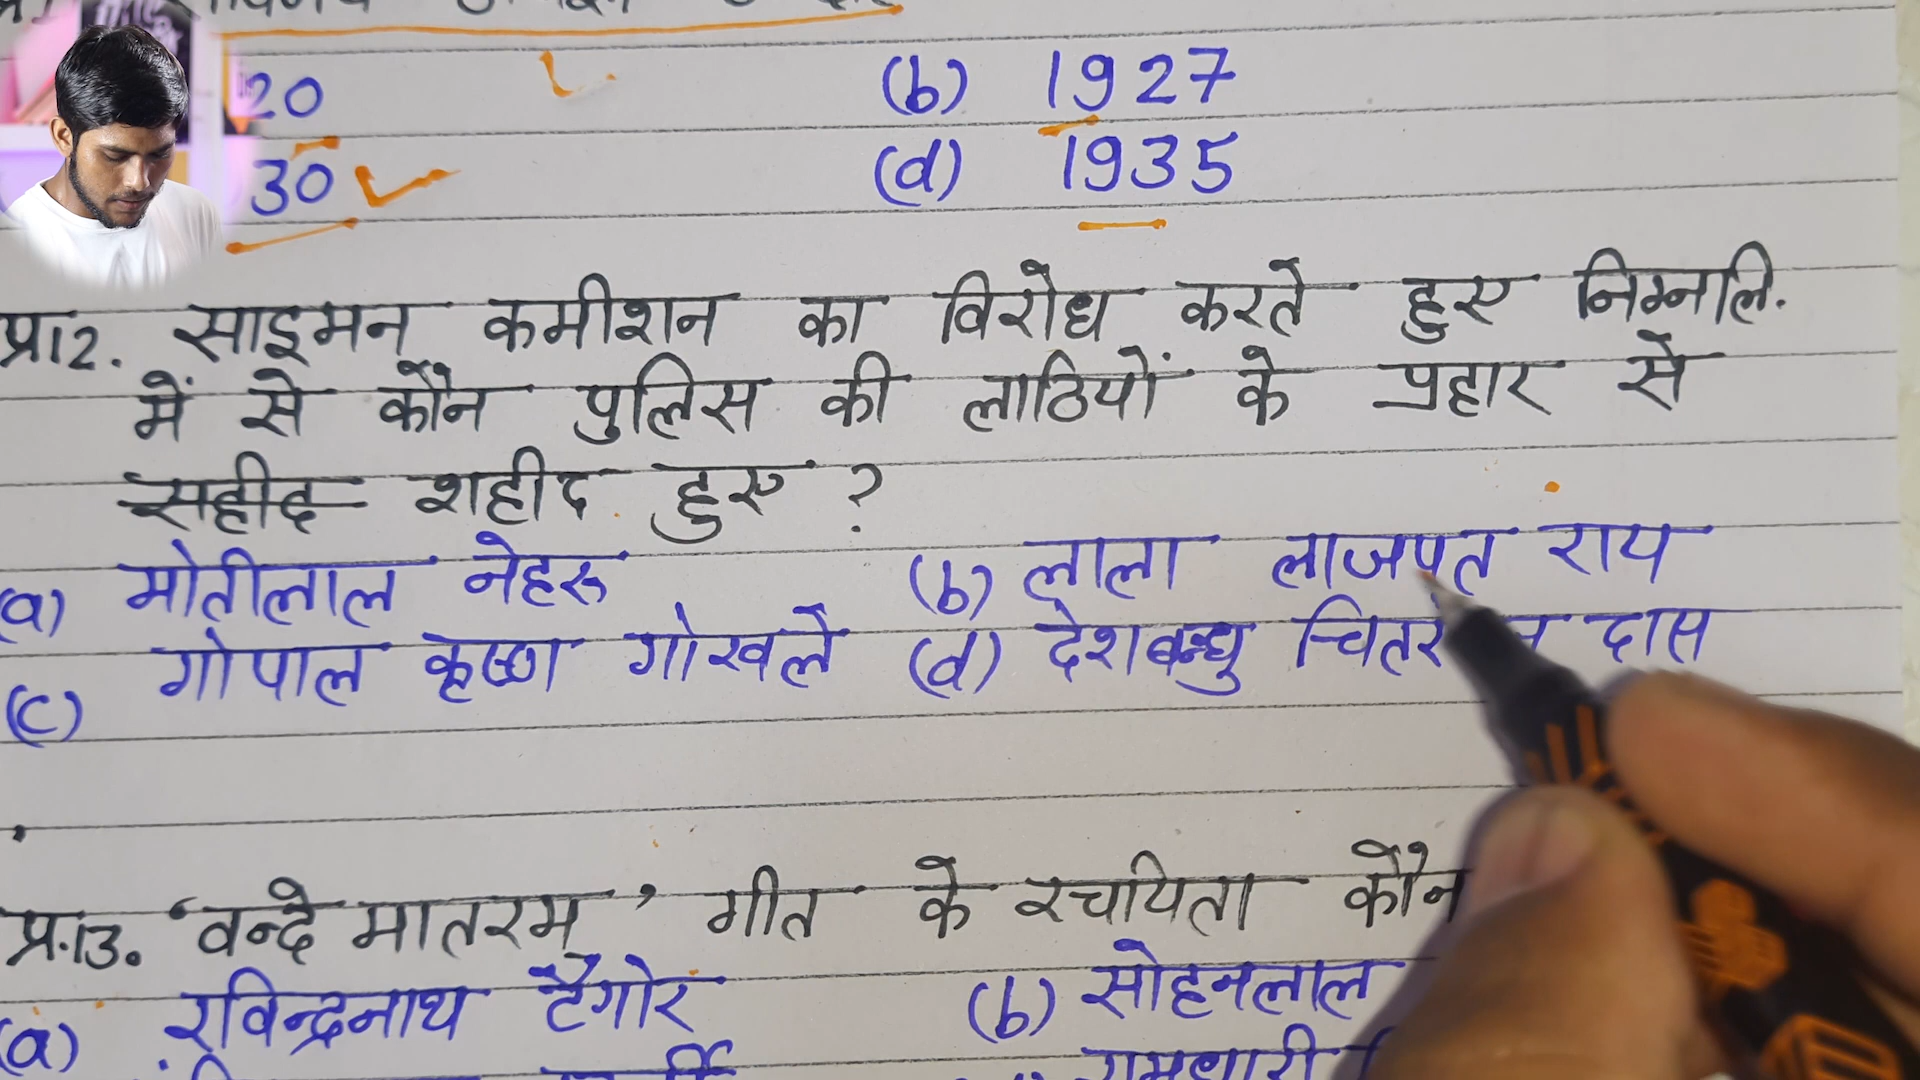 20 (b) 1927
30 (d) 1935
प्र12. साइमन कमीशन का विरोध करते हुए निम्नलि.
में से कौन पुलिस की लाठियों के प्रहार से
सहीद शहीद हुए ?
(a) मोतीलाल नेहरू (b) लाला लाजपत राय
(c) गोपाल कृष्ण गोखले (d) देशबन्धु दास
प्र.13. ‘वन्दे मातरम्’ गीत के रचयिता कौन
(a) रविन्द्रनाथ टैगोर (b) सोहनलाल